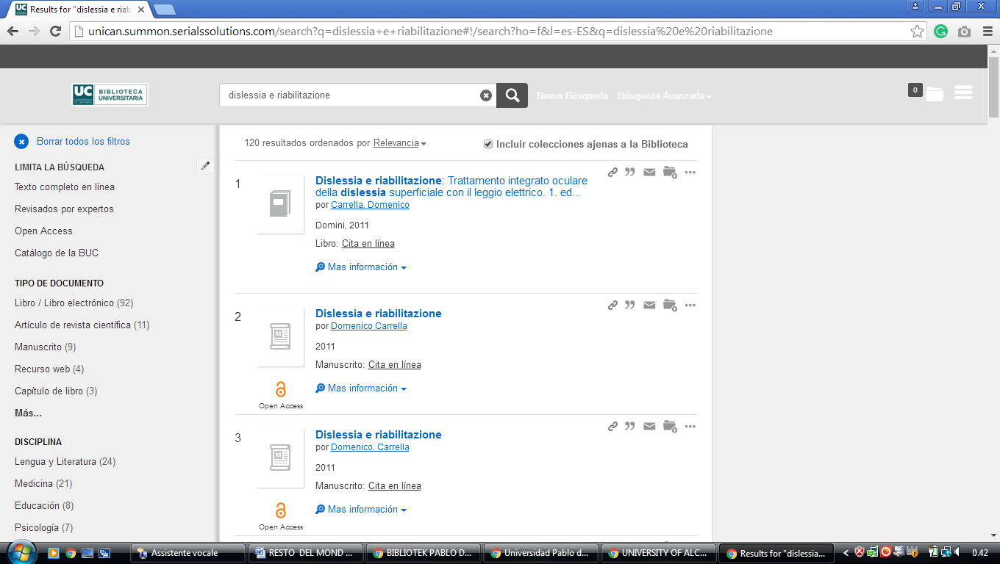 Results for "dislessia e riab
unican.summon.serialssolutions.com/search?q=dislessia+e+riabilitazione#!/search?ho=f&l=es-ES&q=dislessia%20e%20riabilitazione
UC BIBLIOTECA UNIVERSITARIA
dislessia e riabilitazione
Nueva Búsqueda
Búsqueda Avanzada
0
Borrar todos los filtros
LIMITA LA BÚSQUEDA
Texto completo en línea
Revisados por expertos
Open Access
Catálogo de la BUC
TIPO DE DOCUMENTO
Libro / Libro electrónico (92)
Artículo de revista científica (11)
Manuscrito (9)
Recurso web (4)
Capítulo de libro (3)
Más...
DISCIPLINA
Lengua y Literatura (24)
Medicina (21)
Educación (8)
Psicología (7)
120 resultados ordenados por Relevancia
Incluir colecciones ajenas a la Biblioteca
1
Dislessia e riabilitazione: Trattamento integrato oculare
della dislessia superficiale con il leggio elettrico. 1. ed...
por Carrella, Domenico
Domini, 2011
Libro: Cita en línea
Mas información
2
Dislessia e riabilitazione
por Domenico Carrella
2011
Manuscrito: Cita en línea
Mas información
M
Open Access
3
Dislessia e riabilitazione
por Domenico, Carrella
2011
Manuscrito: Cita en línea
Mas información
M
Open Access
Assistente vocale
RESTO DEL MOND ...
BIBLIOTEK PABLO D...
Universidad Pablo d...
UNIVERSITY OF ALC...
Results for "dislessia...
0.42